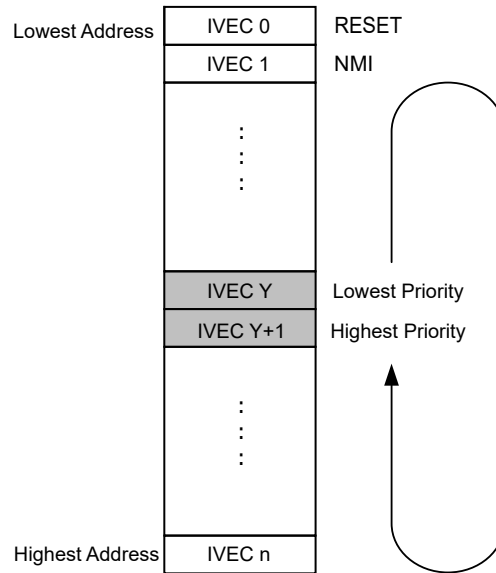 Lowest Address IVEC 0 RESET
IVEC 1 NMI
⋮
IVEC Y Lowest Priority
IVEC Y+1 Highest Priority
⋮
Highest Address IVEC n